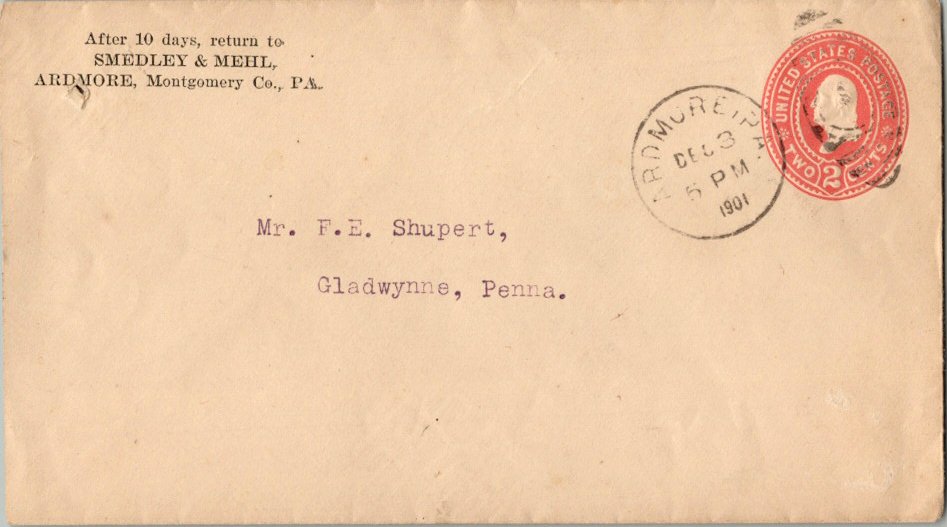 After 10 days, return to
SMEDLEY & MEHL,
ARDMORE, Montgomery Co., PA.
UNITED STATES POSTAGE
TWO 2 CENTS
ARDMORE, PA.
DEC 3
5 PM
1901
Mr. F.E. Shupert,
Gladwynne, Penna.